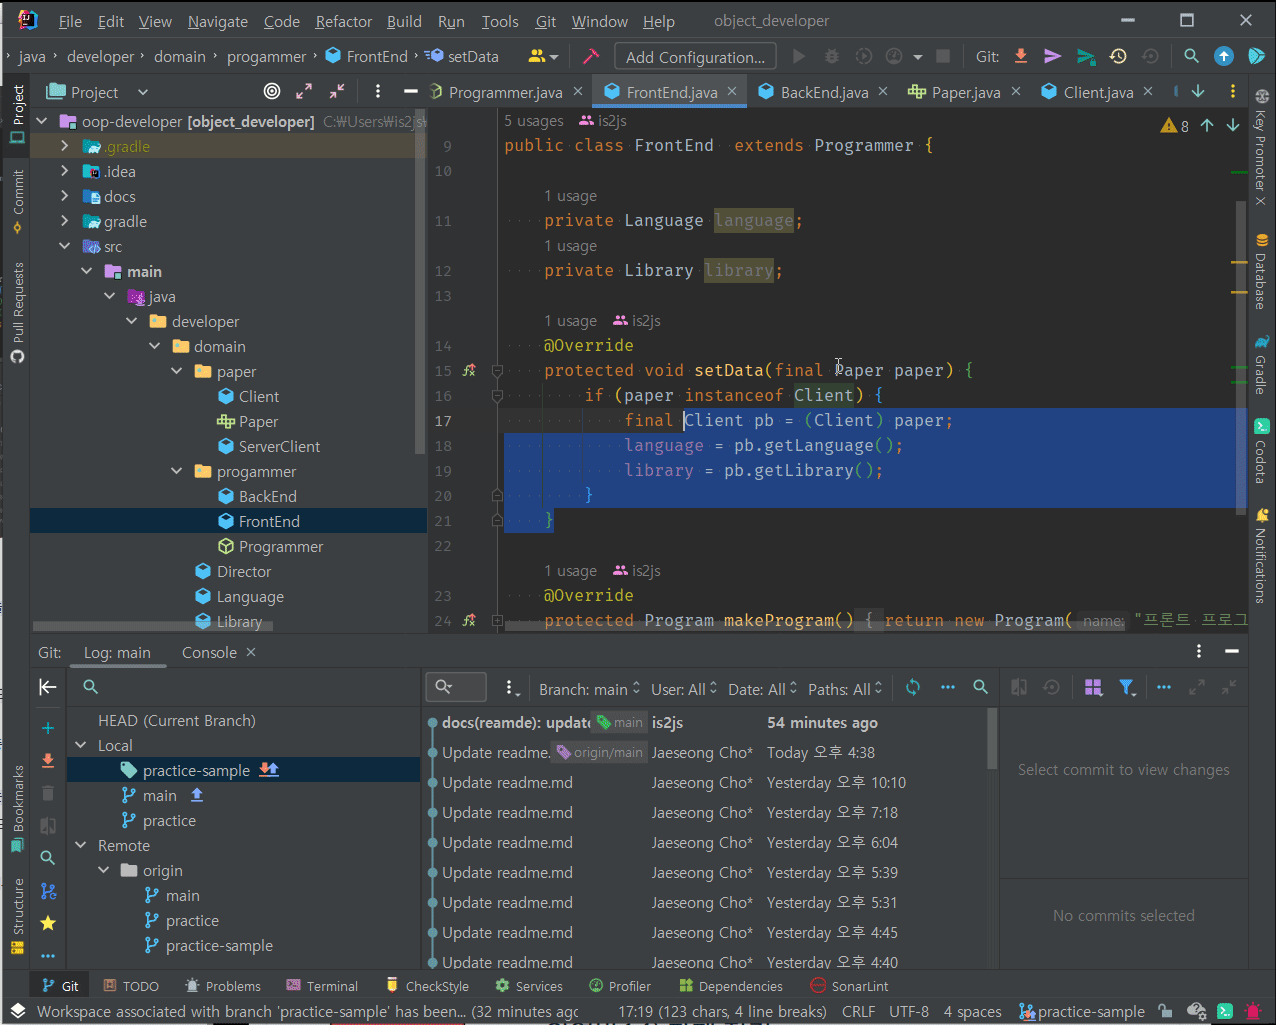 File Edit View Navigate Code Refactor Build Run Tools Git Window Help object_developer
java developer domain progammer FrontEnd setData Add Configuration... Git:
Project
Programmer.java FrontEnd.java BackEnd.java Paper.java Client.java
oop-developer [object_developer] C:₩Users₩is2js₩
.gradle
.idea
docs
gradle
src
main
java
developer
domain
paper
Client
Paper
ServerClient
progammer
BackEnd
FrontEnd
Programmer
Director
Language
Library
Project
Commit
Pull Requests
Bookmarks
Structure
5 usages is2js
8
9 public class FrontEnd extends Programmer {
10
1 usage
11 private Language language;
1 usage
12 private Library library;
13
1 usage is2js
14 @Override
15 protected void setData(final Paper paper) {
16 if (paper instanceof Client) {
17 final Client pb = (Client) paper;
18 language = pb.getLanguage();
19 library = pb.getLibrary();
20 }
21 }
22
1 usage is2js
23 @Override
24 protected Program makeProgram() { return new Program( name: "프론트 프로그
Key Promoter X
Database
Gradle
Codota
Notifications
Git: Log: main Console
HEAD (Current Branch)
Local
practice-sample
main
practice
Remote
origin
main
practice
practice-sample
Branch: main User: All Date: All Paths: All
docs(reamde): update main is2js 54 minutes ago
Update readme. origin/main Jaeseong Cho* Today 오후 4:38
Update readme.md Jaeseong Cho* Yesterday 오후 10:10
Update readme.md Jaeseong Cho* Yesterday 오후 7:18
Update readme.md Jaeseong Cho* Yesterday 오후 6:04
Update readme.md Jaeseong Cho* Yesterday 오후 5:39
Update readme.md Jaeseong Cho* Yesterday 오후 5:31
Update readme.md Jaeseong Cho* Yesterday 오후 4:45
Update readme.md Jaeseong Cho* Yesterday 오후 4:40
Select commit to view changes
No commits selected
Git TODO Problems Terminal CheckStyle Services Profiler Dependencies SonarLint
Workspace associated with branch 'practice-sample' has been... (32 minutes ago 17:19 (123 chars, 4 line breaks) CRLF UTF-8 4 spaces practice-sample